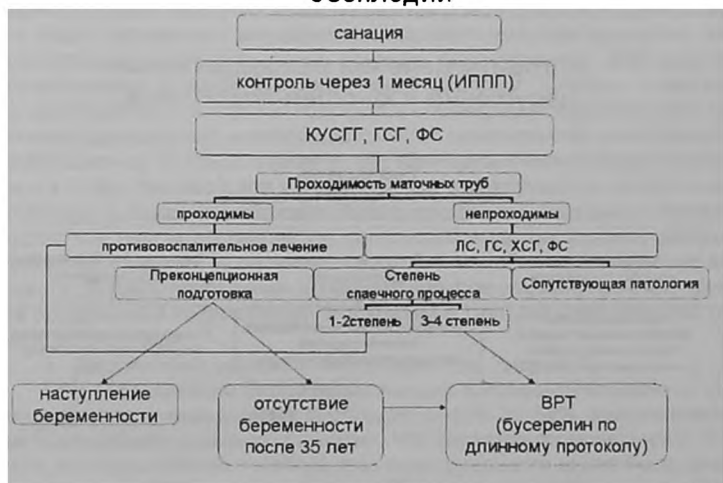 санация
контроль через 1 месяц (ИППП)
КУСГГ, ГСГ, ФС
Проходимость маточных труб
проходимы
непроходимы
противовоспалительное лечение
ЛС, ГС, ХСГ, ФС
Преконцепционная
подготовка
Степень
спаечного процесса
Сопутствующая патология
1-2степень
3-4 степень
наступление
беременности
отсутствие
беременности
после 35 лет
ВРТ
(бусерелин по
длинному протоколу)